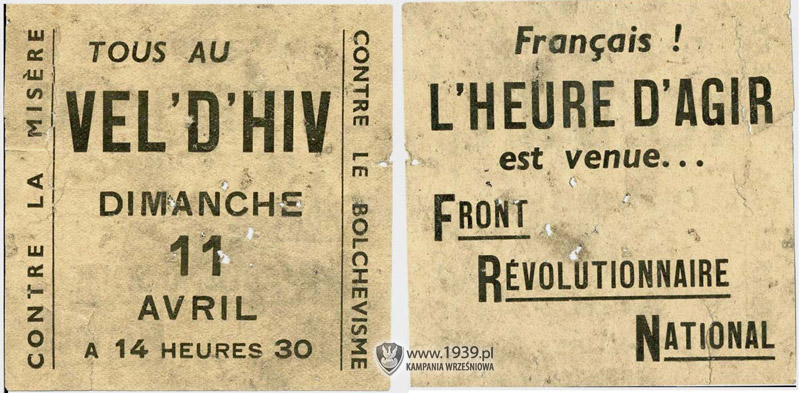 CONTRE LA MISÈRE
TOUS AU
VEL'D'HIV
DIMANCHE
11
AVRIL
A 14 HEURES 30
CONTRE LE BOLCHEVISME
Français !
L'HEURE D'AGIR
est venue...
FRONT
RÉVOLUTIONNAIRE
NATIONAL
www.1939.pl
KAMPANIA WRZEŚNIOWA